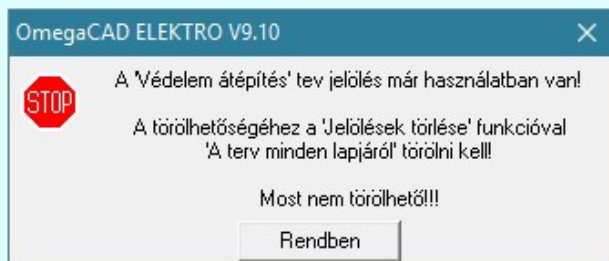 OmegaCAD ELEKTRO V9.10
STOP
A 'Védelem átépítés' tev jelölés már használatban van!
A törölhetőségéhez a 'Jelölések törlése' funkcióval
'A terv minden lapjáról' törölni kell!
Most nem törölhető!!!
Rendben